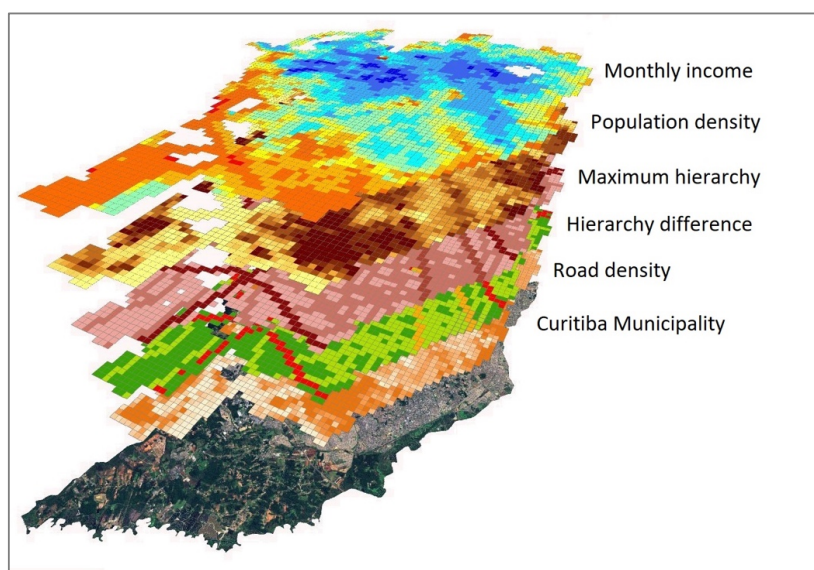 Monthly income
Population density
Maximum hierarchy
Hierarchy difference
Road density
Curitiba Municipality